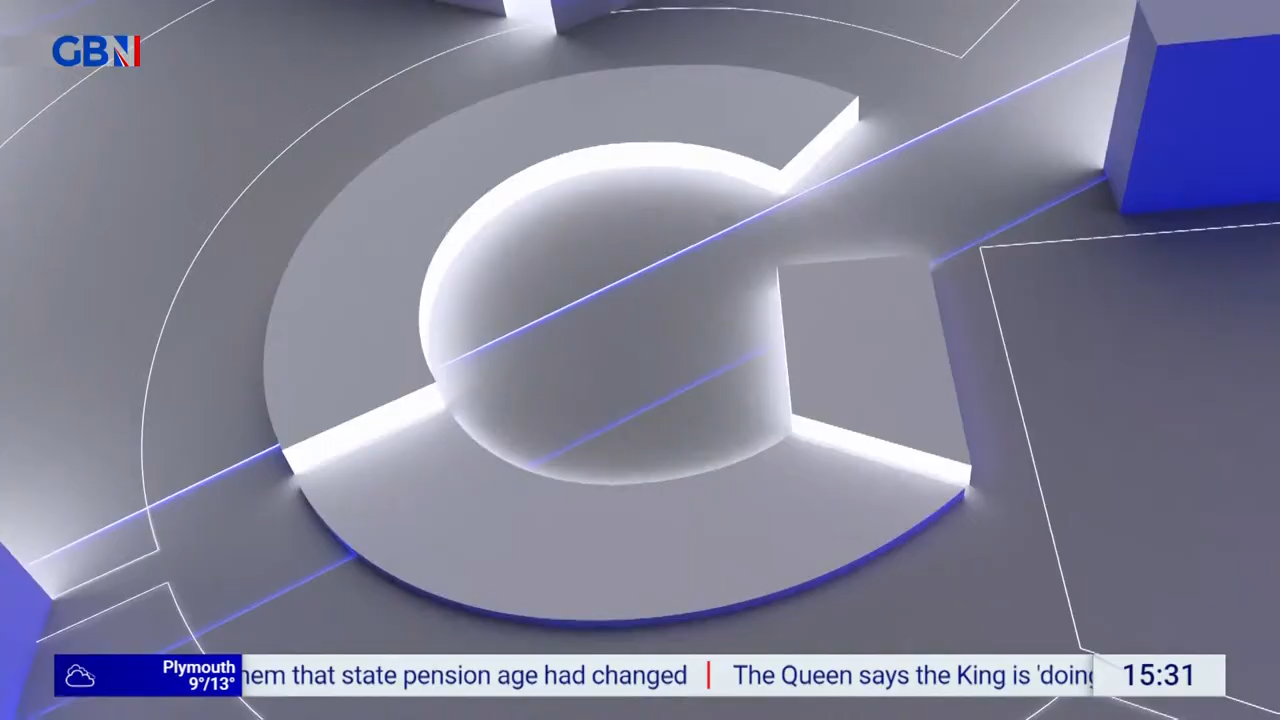 GBN
Plymouth
9°/13°
hem that state pension age had changed | The Queen says the King is 'doing
15:31